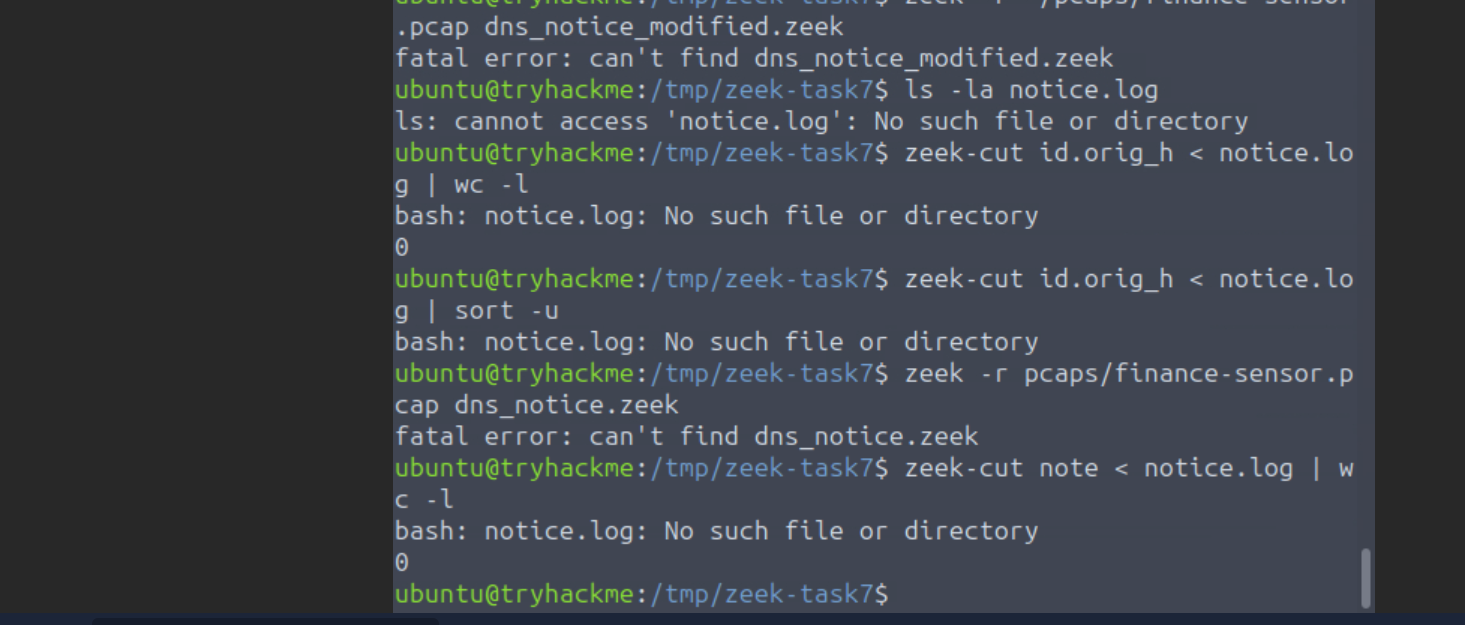 .pcap dns_notice_modified.zeek
fatal error: can't find dns_notice_modified.zeek
ubuntu@tryhackme:/tmp/zeek-task7$ ls -la notice.log
ls: cannot access 'notice.log': No such file or directory
ubuntu@tryhackme:/tmp/zeek-task7$ zeek-cut id.orig_h < notice.lo
g | wc -l
bash: notice.log: No such file or directory
0
ubuntu@tryhackme:/tmp/zeek-task7$ zeek-cut id.orig_h < notice.lo
g | sort -u
bash: notice.log: No such file or directory
ubuntu@tryhackme:/tmp/zeek-task7$ zeek -r pcaps/finance-sensor.p
cap dns_notice.zeek
fatal error: can't find dns_notice.zeek
ubuntu@tryhackme:/tmp/zeek-task7$ zeek-cut note < notice.log | w
c -l
bash: notice.log: No such file or directory
0
ubuntu@tryhackme:/tmp/zeek-task7$